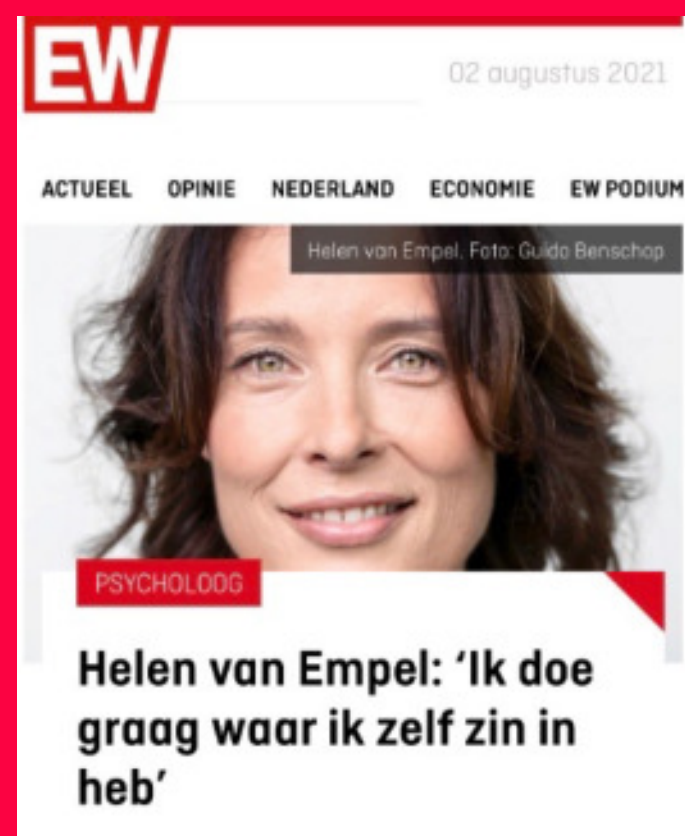 EW
02 augustus 2021
ACTUEEL OPINIE NEDERLAND ECONOMIE EW PODIUM
Helen van Empel. Foto: Guido Benschop
PSYCHOLOOG
Helen van Empel: ‘Ik doe
graag waar ik zelf zin in
heb’